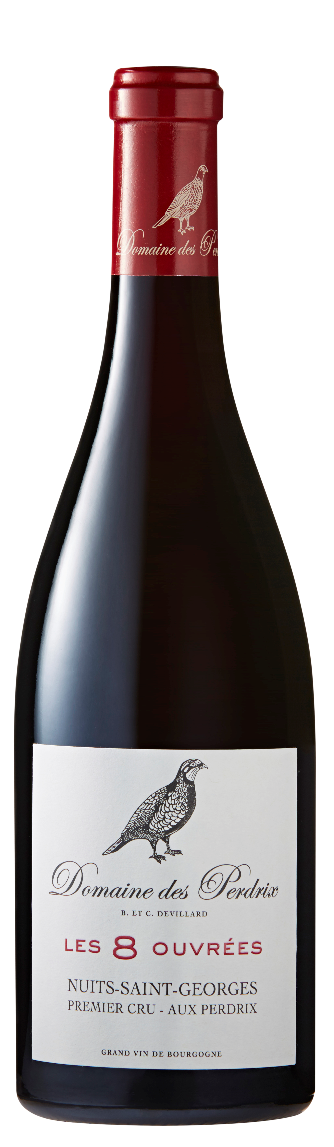 Domaine des
Domaine des Perdrix
B. ET C. DEVILLARD
LES 8 OUVRÉES
NUITS-SAINT-GEORGES
PREMIER CRU - AUX PERDRIX
GRAND VIN DE BOURGOGNE